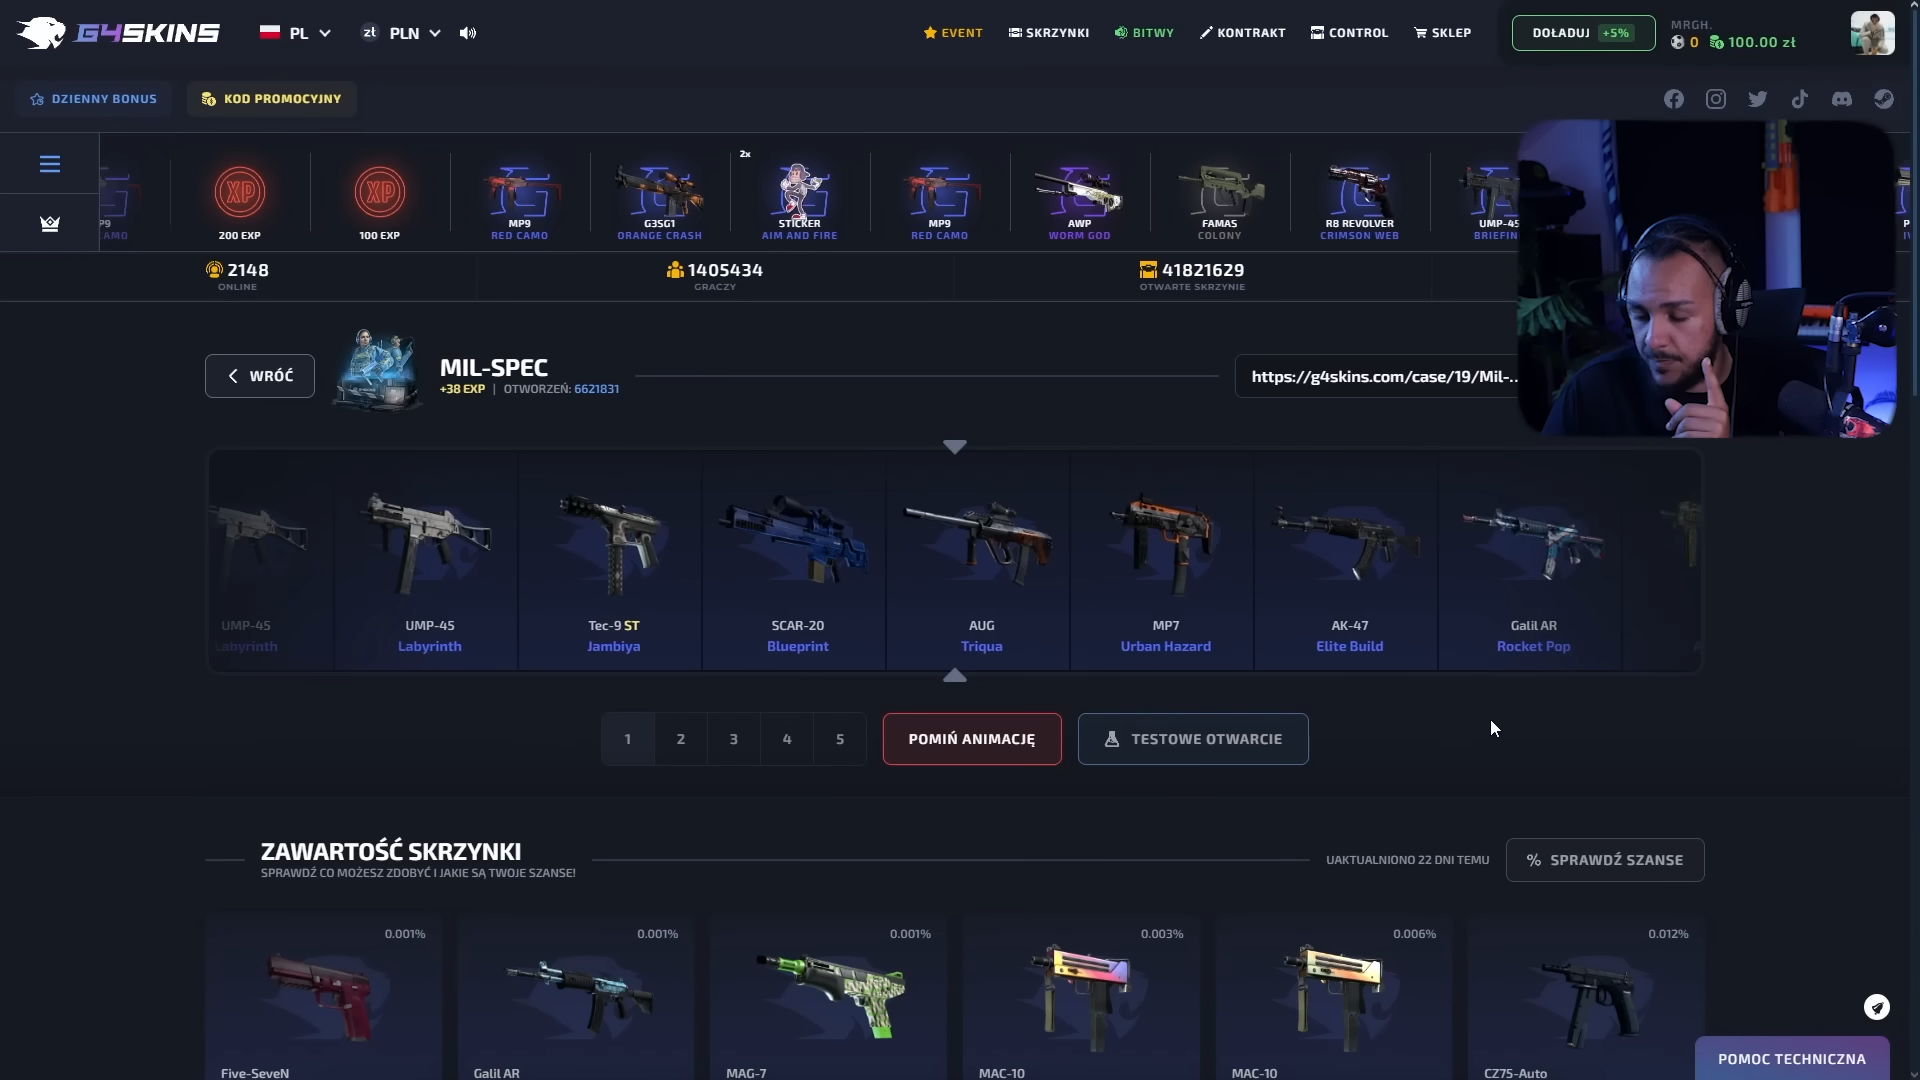 G4SKINS
PL
zł PLN
EVENT
SKRZYNKI
BITWY
KONTRAKT
CONTROL
SKLEP
DOŁADUJ +5%
MRGH.
0 100.00 zł
DZIENNY BONUS
KOD PROMOCYJNY
XP
200 EXP
XP
100 EXP
MP9
RED CAMO
G3SG1
ORANGE CRASH
2x
STICKER
AIM AND FIRE
MP9
RED CAMO
AWP
WORM GOD
FAMAS
COLONY
R8 REVOLVER
CRIMSON WEB
UMP-45
BRIEFIN
2148
ONLINE
1405434
GRACZY
41821629
OTWARTE SKRZYNIE
WRÓĆ
MIL-SPEC
+38 EXP | OTWORZEŃ: 6621831
https://g4skins.com/case/19/Mil-...
UMP-45
Labyrinth
UMP-45
Labyrinth
Tec-9 ST
Jambiya
SCAR-20
Blueprint
AUG
Triqua
MP7
Urban Hazard
AK-47
Elite Build
Galil AR
Rocket Pop
1 2 3 4 5
POMIŃ ANIMACJĘ
TESTOWE OTWARCIE
ZAWARTOŚĆ SKRZYNKI
SPRAWDŹ CO MOŻESZ ZDOBYĆ I JAKIE SĄ TWOJE SZANSE!
UAKTUALNIONO 22 DNI TEMU
% SPRAWDŹ SZANSE
0.001%
Five-SeveN
0.001%
Galil AR
0.001%
MAG-7
0.003%
MAC-10
0.006%
MAC-10
0.012%
CZ75-Auto
POMOC TECHNICZNA